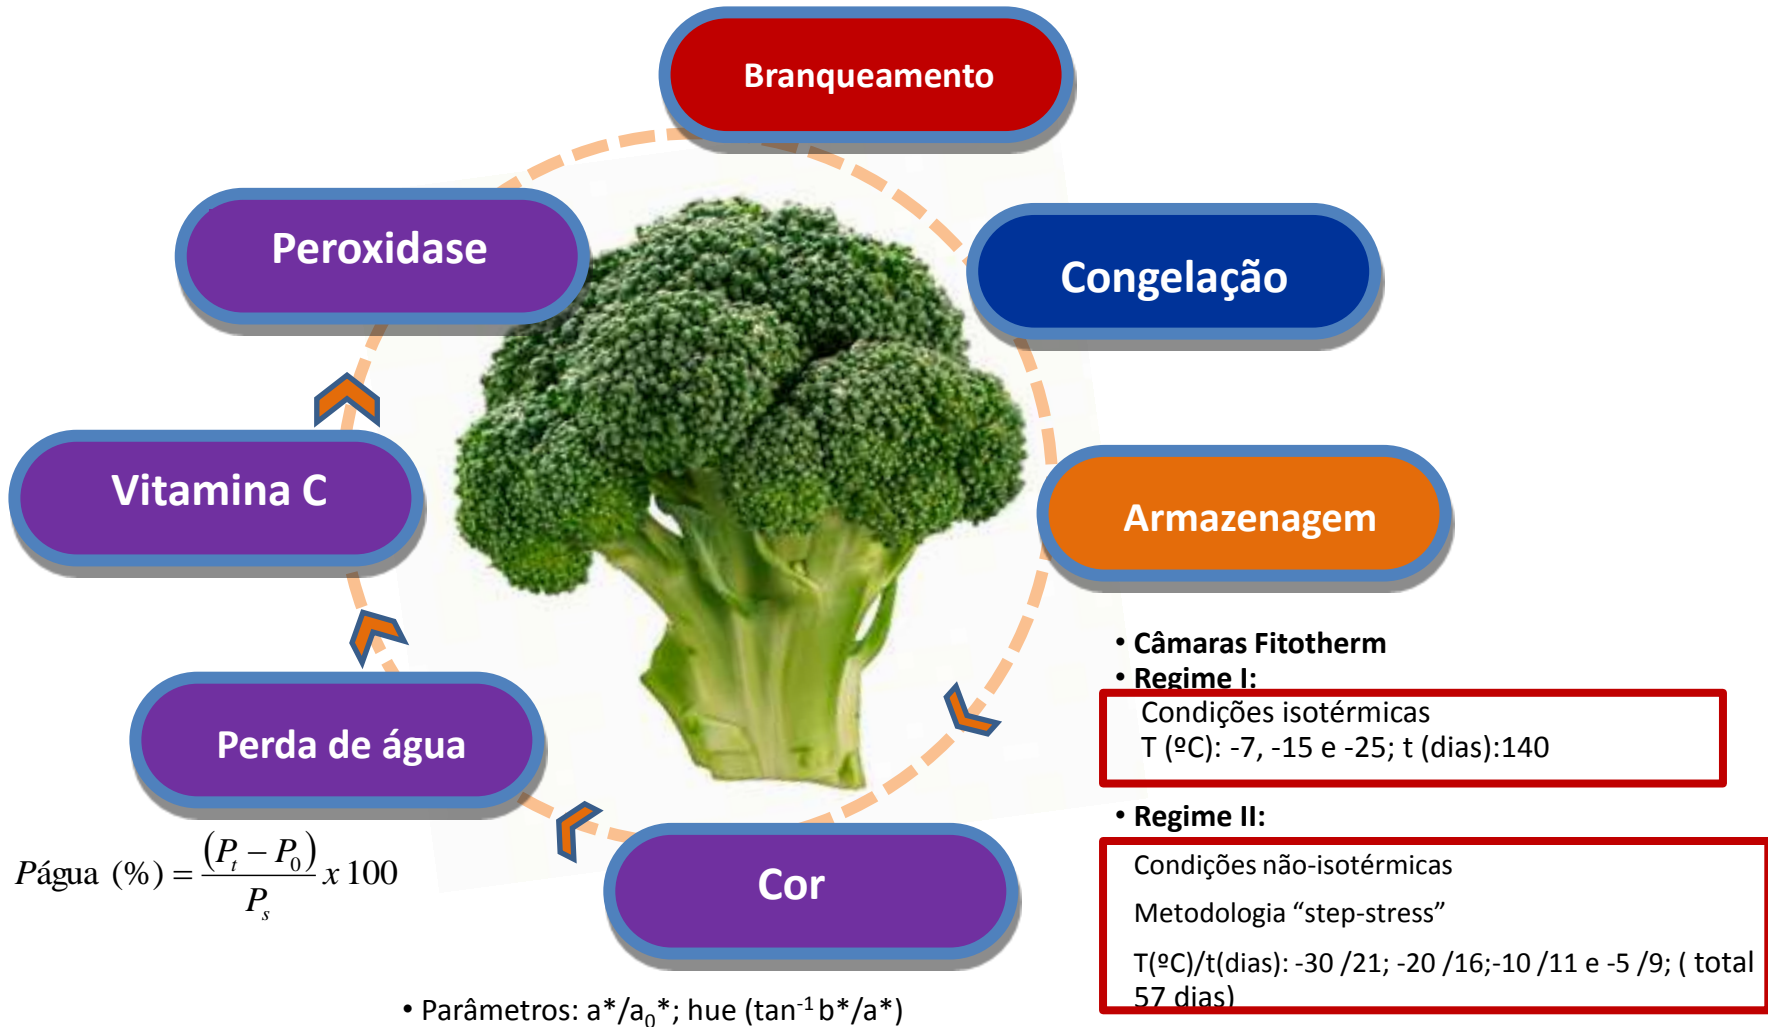 Branqueamento
Peroxidase
Congelação
Vitamina C
Armazenagem
Perda de água
Cor
• Câmaras Fitotherm
• Regime I:
Condições isotérmicas
T (ºC): -7, -15 e -25; t (dias):140
• Regime II:
Condições não-isotérmicas
Metodologia “step-stress”
T(ºC)/t(dias): -30 /21; -20 /16;-10 /11 e -5 /9; ( total
57 dias)
Págua (%) = (Pₜ − P₀)/Pₛ x 100
• Parâmetros: a*/a₀*; hue (tan⁻¹ b*/a*)